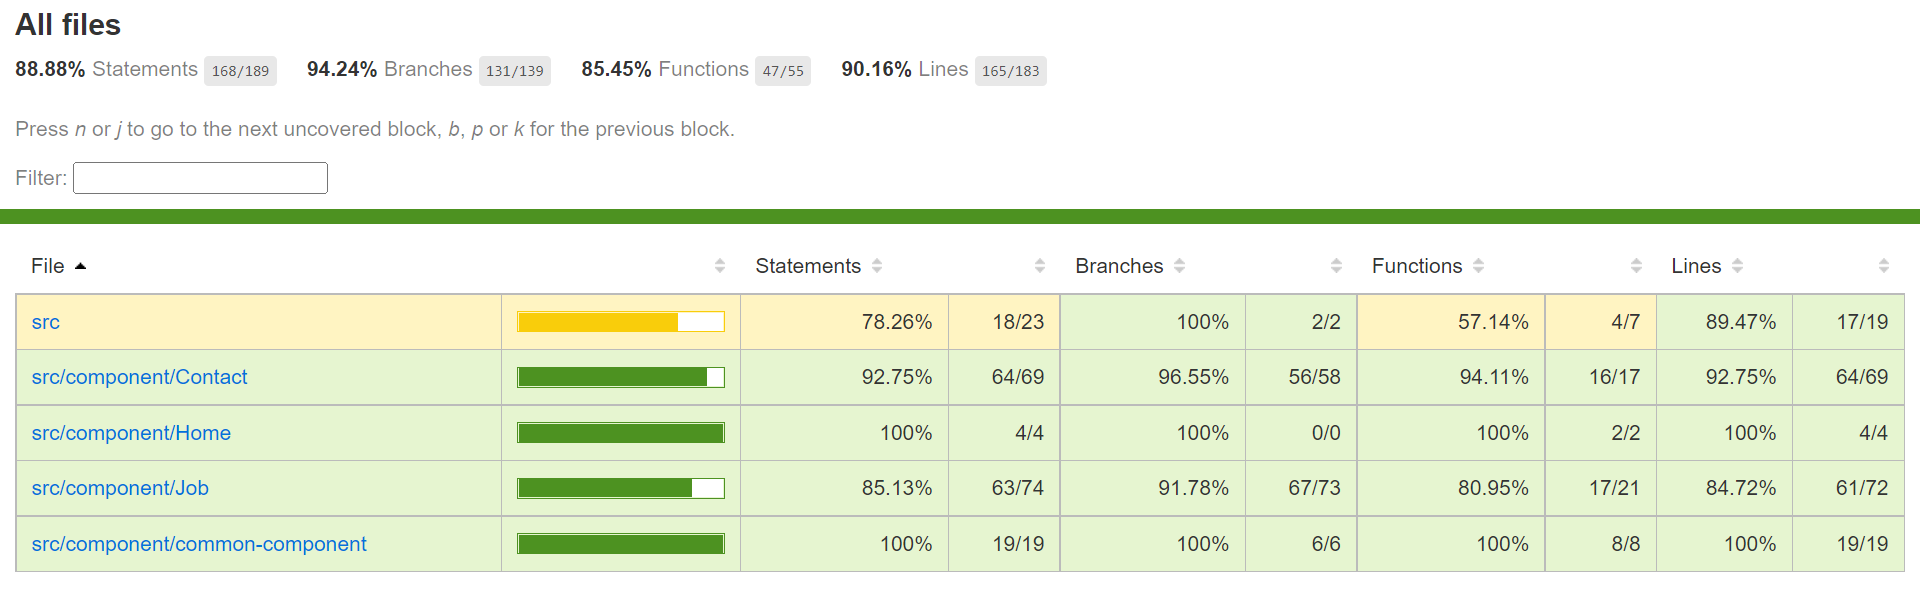 All files
88.88% Statements 168/189 94.24% Branches 131/139 85.45% Functions 47/55 90.16% Lines 165/183
Press n or j to go to the next uncovered block, b, p or k for the previous block.
Filter:
File Statements Branches Functions Lines
src 78.26% 18/23 100% 2/2 57.14% 4/7 89.47% 17/19
src/component/Contact 92.75% 64/69 96.55% 56/58 94.11% 16/17 92.75% 64/69
src/component/Home 100% 4/4 100% 0/0 100% 2/2 100% 4/4
src/component/Job 85.13% 63/74 91.78% 67/73 80.95% 17/21 84.72% 61/72
src/component/common-component 100% 19/19 100% 6/6 100% 8/8 100% 19/19